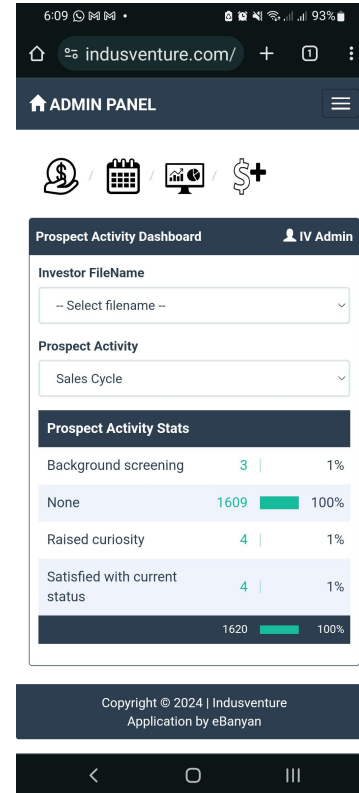 6:09
93%
indusventure.com/
1
ADMIN PANEL
/ / /
Prospect Activity Dashboard IV Admin
Investor FileName
-- Select filename --
Prospect Activity
Sales Cycle
Prospect Activity Stats
Background screening 3 1%
None 1609 100%
Raised curiosity 4 1%
Satisfied with current
status 4 1%
1620 100%
Copyright © 2024 | Indusventure
Application by eBanyan